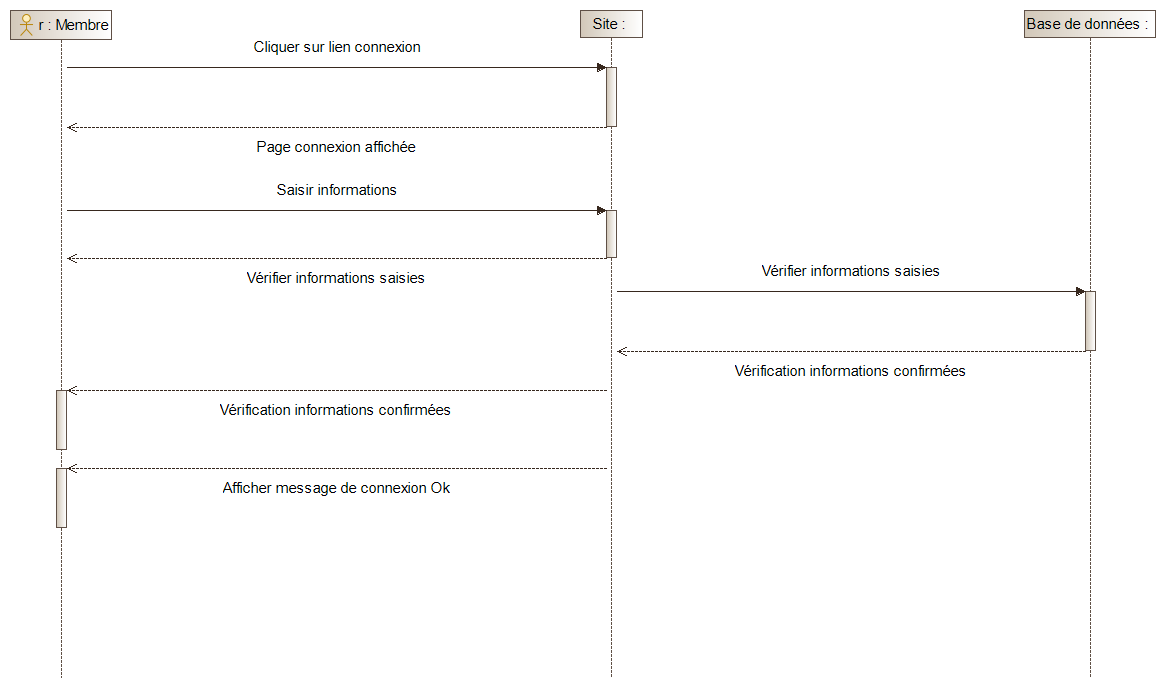 r : Membre
Site :
Base de données :
Cliquer sur lien connexion
Page connexion affichée
Saisir informations
Vérifier informations saisies
Vérifier informations saisies
Vérification informations confirmées
Vérification informations confirmées
Afficher message de connexion Ok